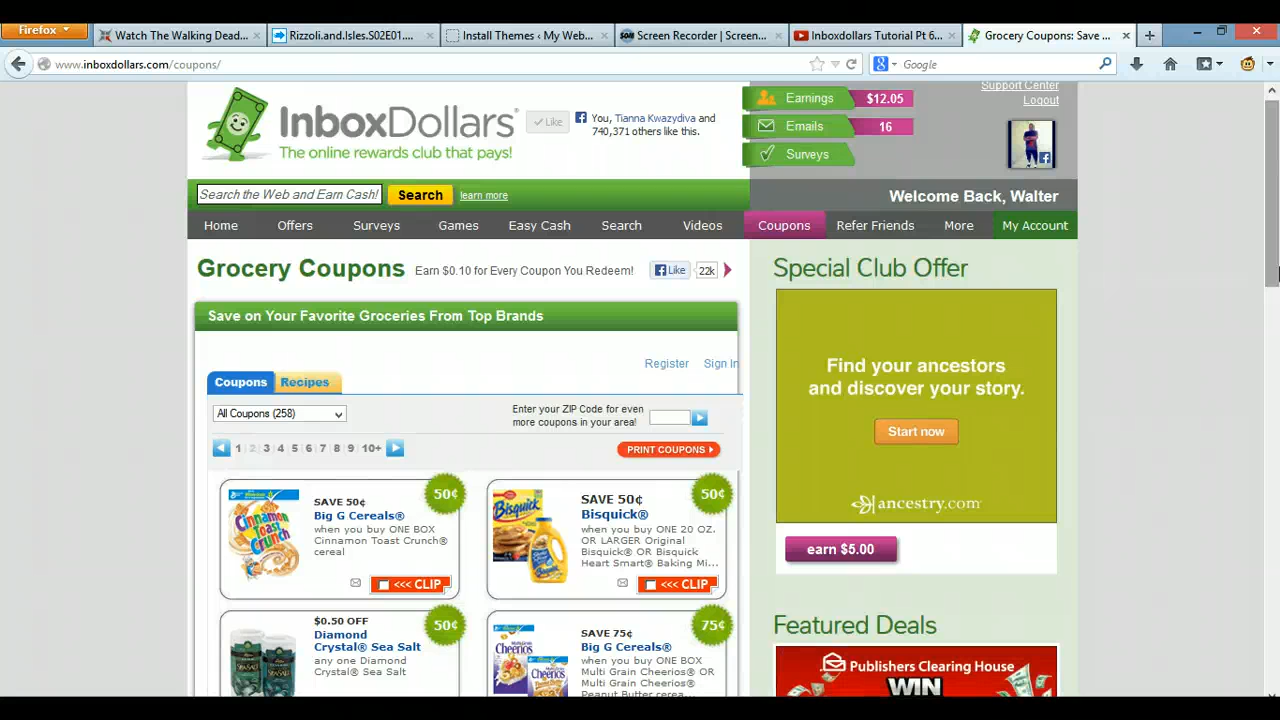 Firefox
Watch The Walking Dead...
Rizzoli.and.Isles.S02E01....
Install Themes ‹ My Web...
Screen Recorder | Screen...
Inboxdollars Tutorial Pt 6...
Grocery Coupons: Save ...
www.inboxdollars.com/coupons/
Google
InboxDollars
The online rewards club that pays!
Like
You, Tianna Kwazydiva and
740,371 others like this.
Earnings $12.05
Emails 16
Surveys
Support Center
Logout
Search the Web and Earn Cash!
Search
learn more
Welcome Back, Walter
Home Offers Surveys Games Easy Cash Search Videos Coupons Refer Friends More My Account
Grocery Coupons Earn $0.10 for Every Coupon You Redeem!
Like 22k
Save on Your Favorite Groceries From Top Brands
Register Sign In
Coupons Recipes
All Coupons (258)
Enter your ZIP Code for even
more coupons in your area!
1 2 3 4 5 6 7 8 9 10+
PRINT COUPONS
SAVE 50¢
Big G Cereals®
when you buy ONE BOX
Cinnamon Toast Crunch®
cereal
50¢
Cinnamon
Toast
Crunch
<<< CLIP
SAVE 50¢
Bisquick®
when you buy ONE 20 OZ.
OR LARGER Original
Bisquick® OR Bisquick
Heart Smart® Baking Mi...
50¢
Bisquick
<<< CLIP
$0.50 OFF
Diamond
Crystal® Sea Salt
any one Diamond
Crystal® Sea Salt
50¢
SAVE 75¢
Big G Cereals®
when you buy ONE BOX
Multi Grain Cheerios® OR
Multi Grain Cheerios®
Peanut Butter cerea...
75¢
Cheerios
Special Club Offer
Find your ancestors
and discover your story.
Start now
ancestry.com
earn $5.00
Featured Deals
Publishers Clearing House
WIN